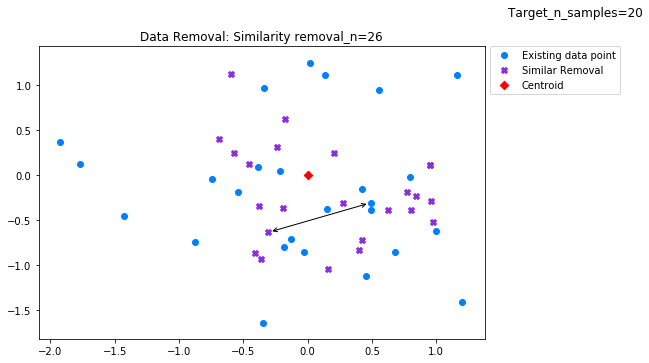 Target_n_samples=20
Data Removal: Similarity removal_n=26
Existing data point
Similar Removal
Centroid
1.0
0.5
0.0
−0.5
−1.0
−1.5
−2.0 −1.5 −1.0 −0.5 0.0 0.5 1.0